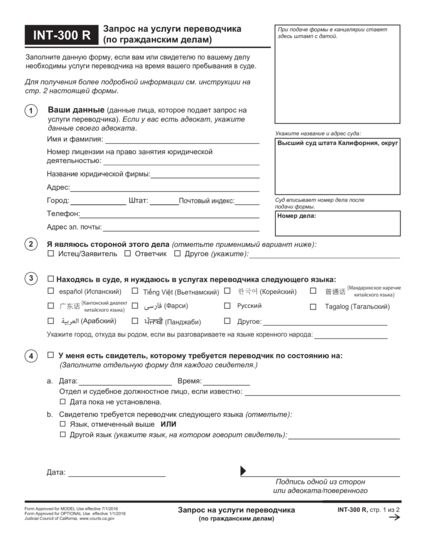 INT-300 R
Запрос на услуги переводчика
(по гражданским делам)
При подаче формы в канцелярии ставят
здесь штамп с датой.
Заполните данную форму, если вам или свидетелю по вашему делу
необходимы услуги переводчика на время вашего пребывания в суде.
Для получения более подробной информации см. инструкции на
стр. 2 настоящей формы.
1 Ваши данные (данные лица, которое подает запрос на
услуги переводчика). Если у вас есть адвокат, укажите
данные своего адвоката.
Имя и фамилия:
Номер лицензии на право занятия юридической
деятельностью:
Название юридической фирмы:
Адрес:
Город: Штат: Почтовый индекс:
Телефон:
Адрес эл. почты:
Укажите название и адрес суда:
Высший суд штата Калифорния, округ
Суд вписывает номер дела после
подачи формы.
Номер дела:
2 Я являюсь стороной этого дела (отметьте применимый вариант ниже):
☐ Истец/Заявитель ☐ Ответчик ☐ Другое (укажите):
3 ☐ Находясь в суде, я нуждаюсь в услугах переводчика следующего языка:
☐ español (Испанский) ☐ Tiếng Việt (Вьетнамский) ☐ 한국어 (Корейский) ☐ 普通话 (Мандаринское наречие китайского языка)
☐ 广东话 (Кантонский диалект китайского языка) ☐ فارسی (Фарси) ☐ Русский ☐ Tagalog (Тагальский)
☐ العربية (Арабский) ☐ ਪੰਜਾਬੀ (Панджаби) ☐ Другое:
Укажите город, откуда вы родом, если вы разговариваете на языке коренного народа:
4 ☐ У меня есть свидетель, которому требуется переводчик по состоянию на:
(Заполните отдельную форму для каждого свидетеля.)
a. Дата: Время:
Отдел и судебное должностное лицо, если известно:
☐ Дата пока не установлена.
b. Свидетелю требуется переводчик следующего языка (отметьте):
☐ Язык, отмеченный выше ИЛИ
☐ Другой язык (укажите язык, на котором говорит свидетель):
Дата:
Подпись одной из сторон
или адвоката/поверенного
Form Approved for MODEL Use effective 7/1/2016
Form Approved for OPTIONAL Use effective 1/1/2018
Judicial Council of California, www.courts.ca.gov
Запрос на услуги переводчика
(по гражданским делам)
INT-300 R, стр. 1 из 2